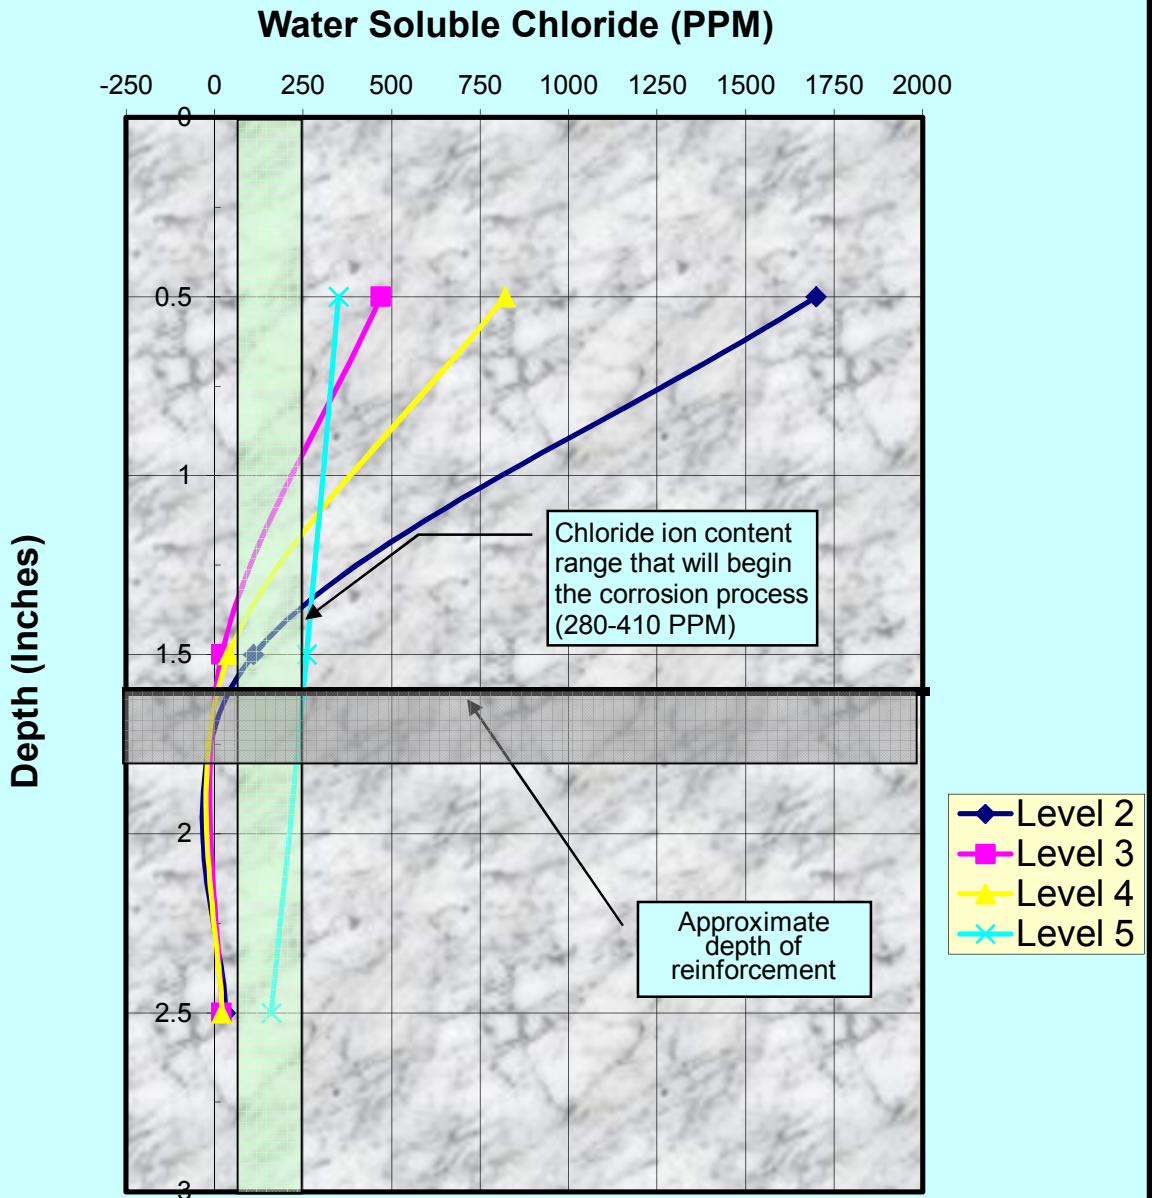 Water Soluble Chloride (PPM)
-250 0 250 500 750 1000 1250 1500 1750 2000
0
0.5
1
1.5
2
2.5
3
Depth (Inches)
Chloride ion content
range that will begin
the corrosion process
(280-410 PPM)
Approximate
depth of
reinforcement
Level 2
Level 3
Level 4
Level 5